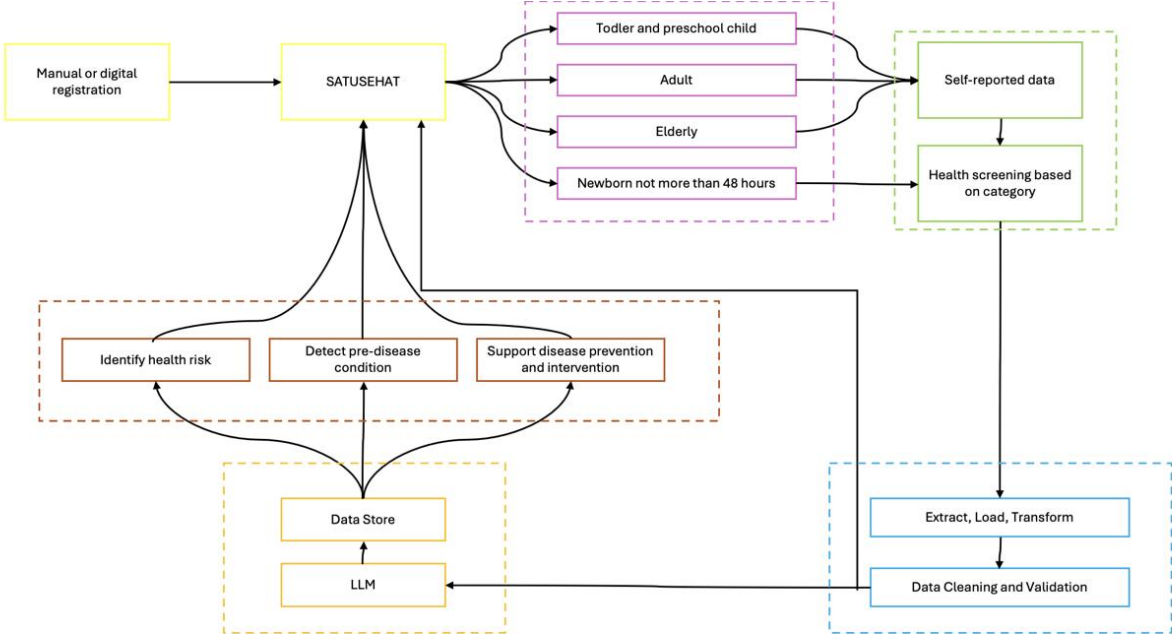 Manual or digital
registration
SATUSEHAT
Todler and preschool child
Adult
Elderly
Newborn not more than 48 hours
Self-reported data
Health screening based
on category
Identify health risk
Detect pre-disease
condition
Support disease prevention
and intervention
Data Store
LLM
Extract, Load, Transform
Data Cleaning and Validation